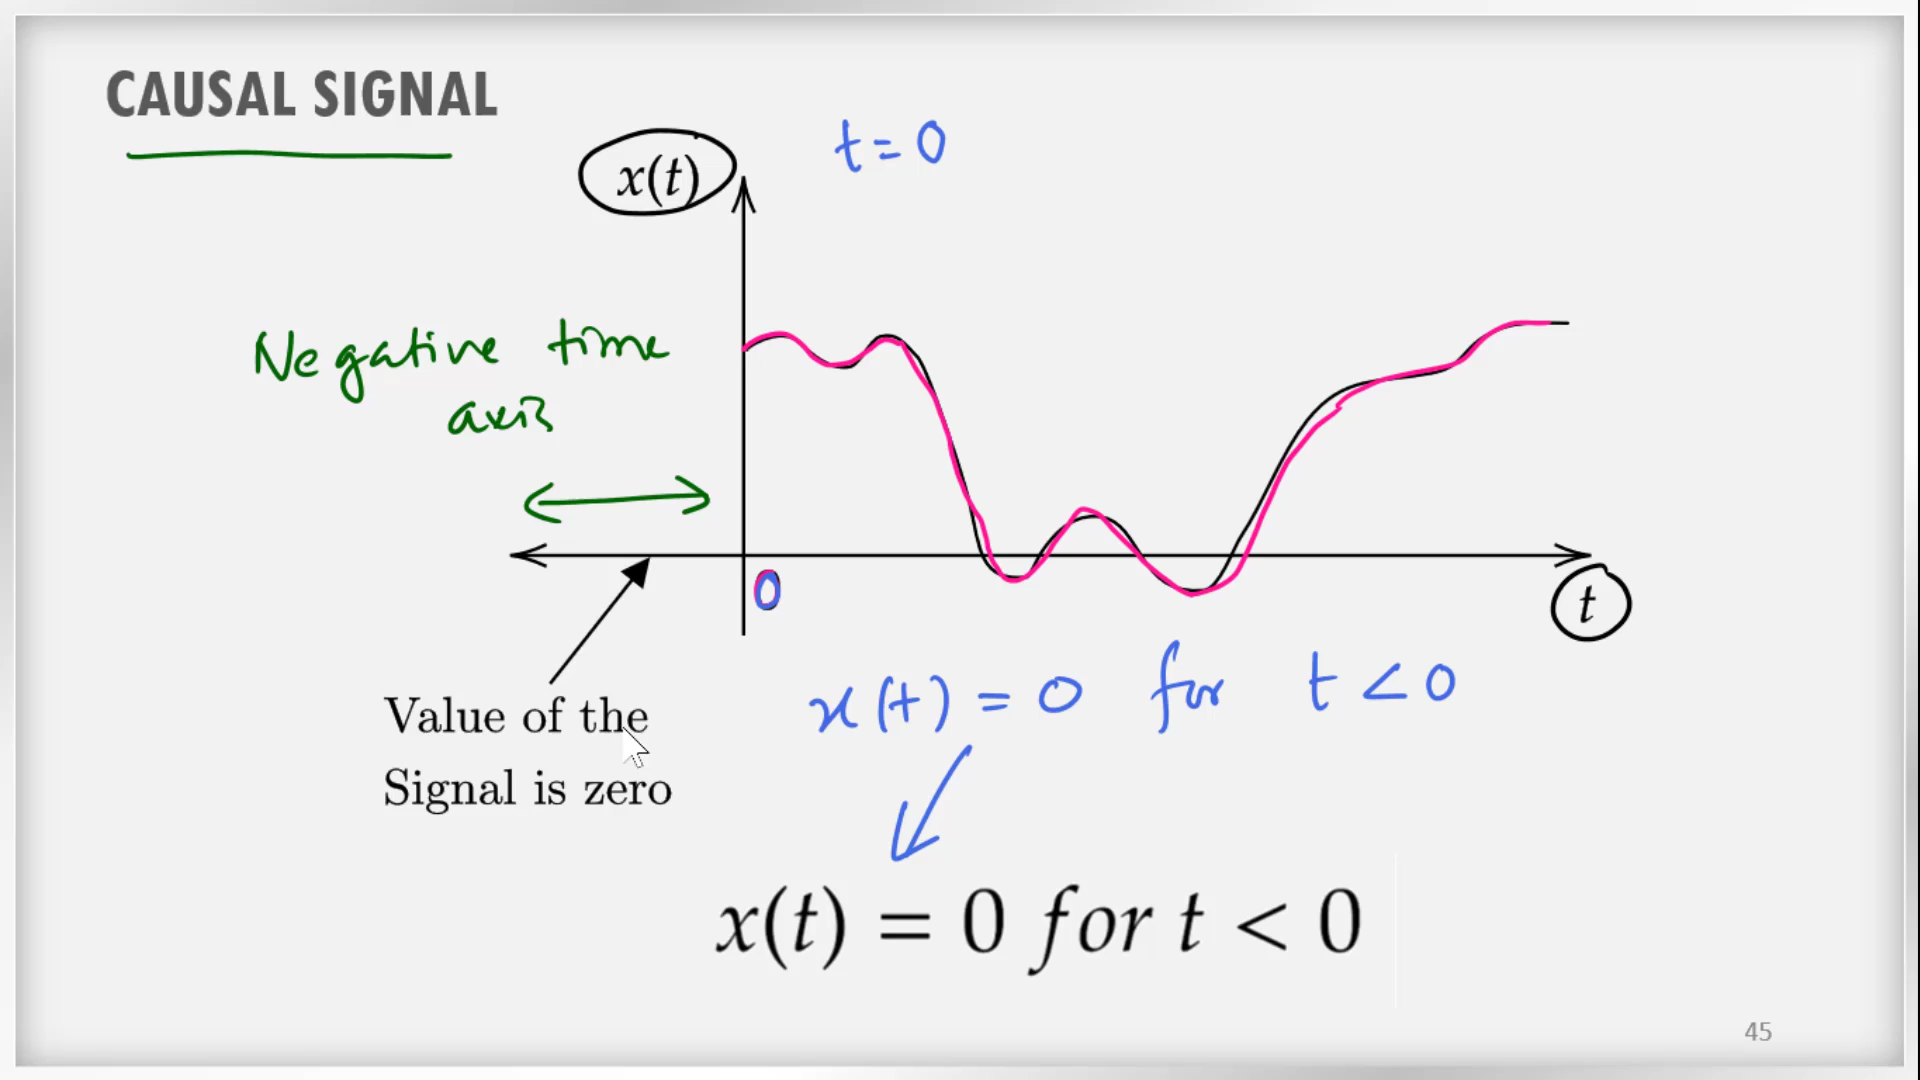 CAUSAL SIGNAL
t = 0
x(t)
Negative time
axis
0
t
x(t) = 0 for t < 0
Value of the
Signal is zero
x(t) = 0 for t < 0
45